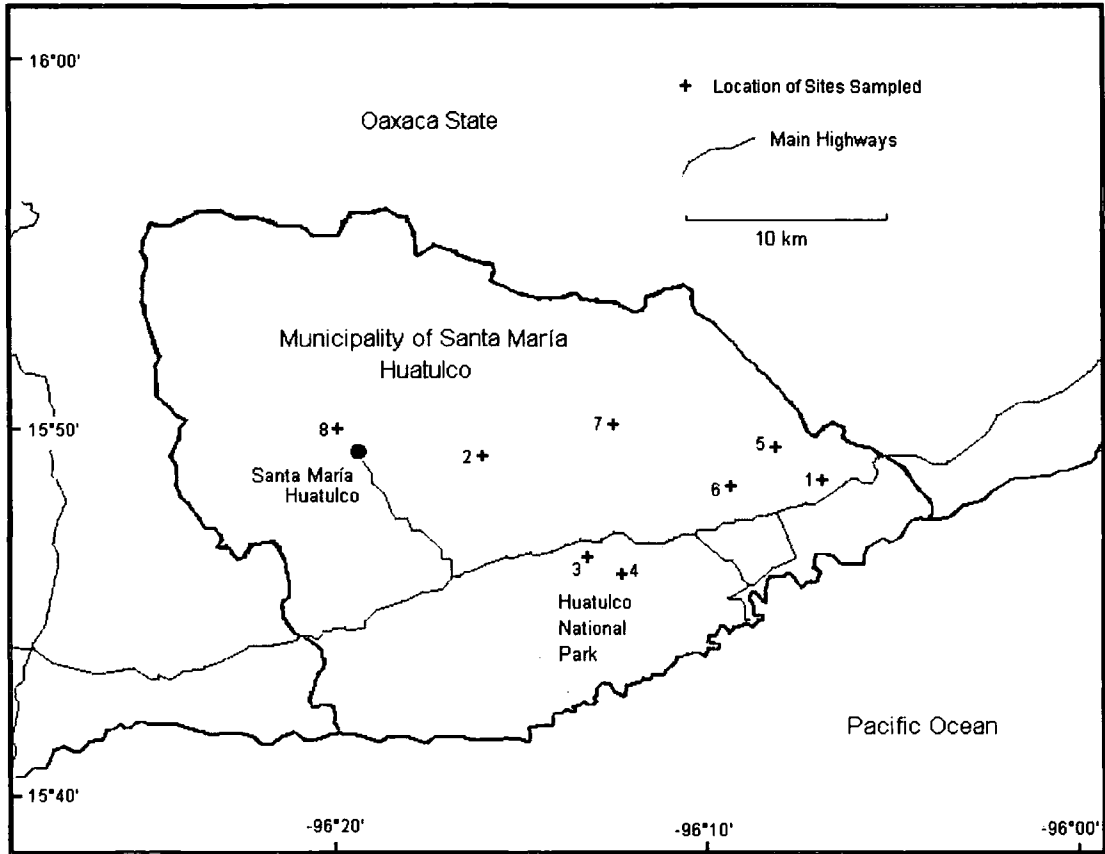 16°00'
Location of Sites Sampled
Oaxaca State
Main Highways
10 km
Municipality of Santa María
Huatulco
15°50'
8
7
5
2
Santa María
Huatulco
6
1
3
4
Huatulco
National
Park
Pacific Ocean
15°40'
-96°20'
-96°10'
-96°00'